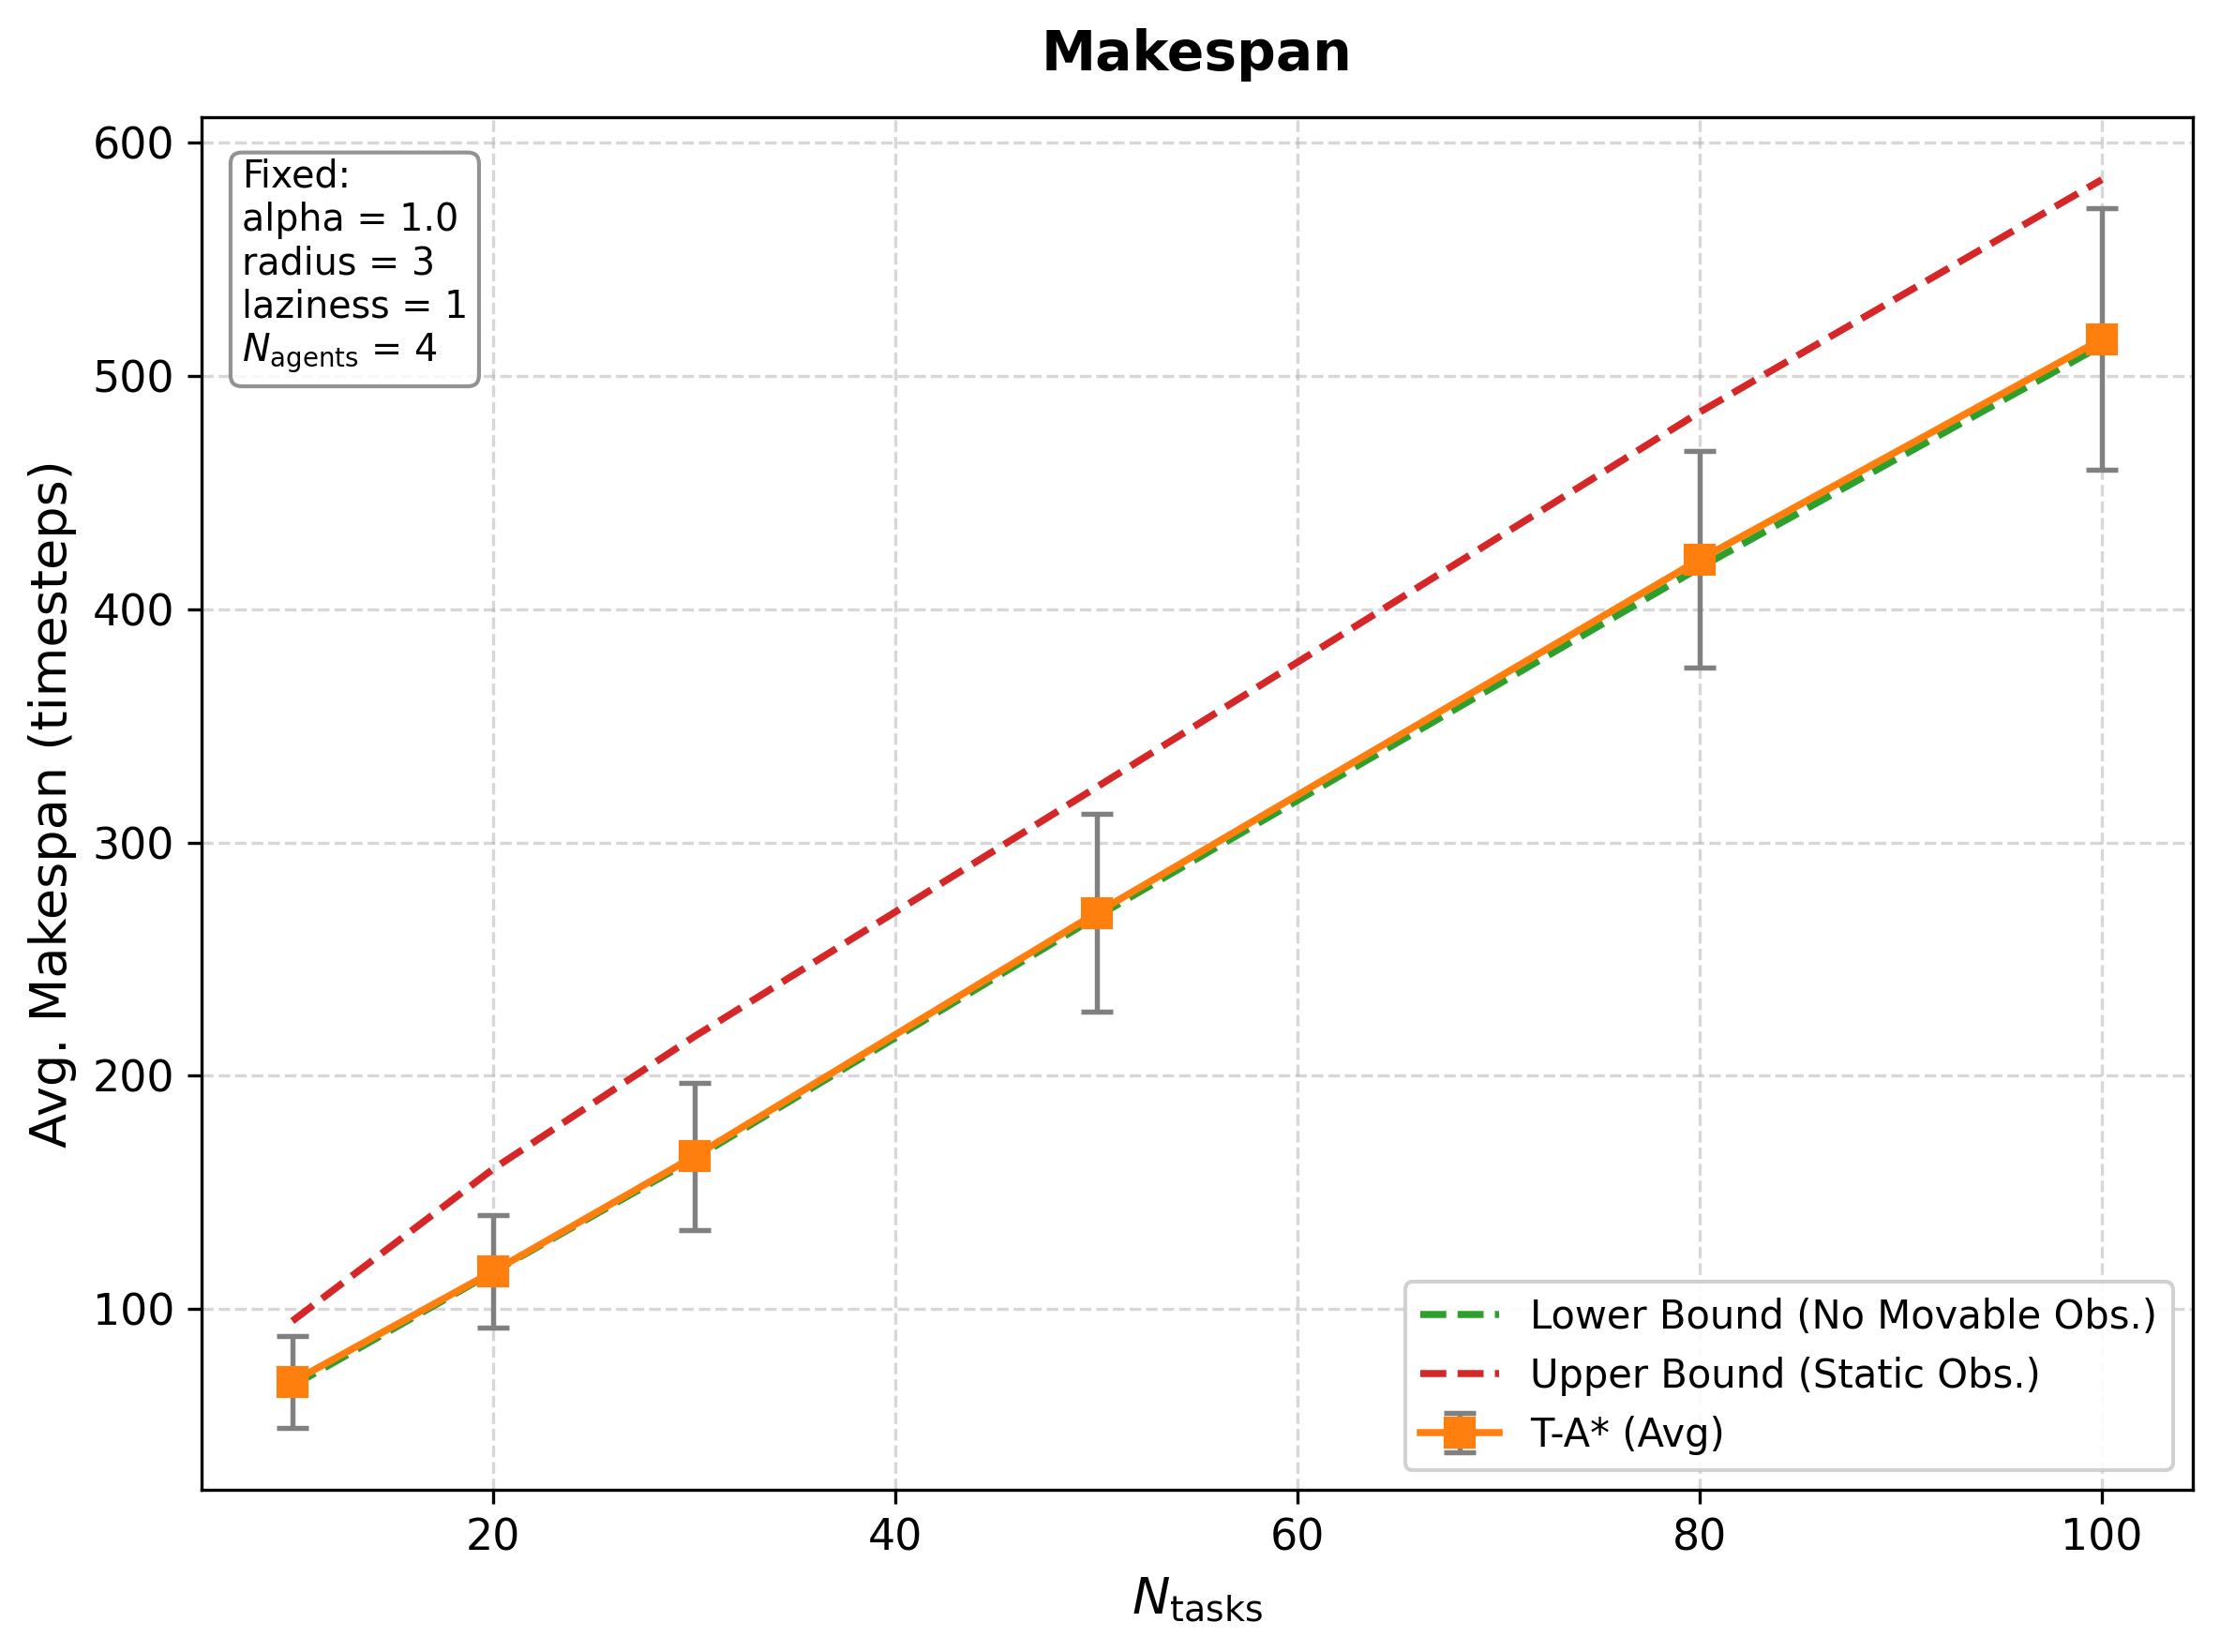 Makespan
600
500
400
300
200
100
Avg. Makespan (timesteps)
Fixed:
alpha = 1.0
radius = 3
laziness = 1
N_agents = 4
Lower Bound (No Movable Obs.)
Upper Bound (Static Obs.)
T-A* (Avg)
20 40 60 80 100
N_tasks